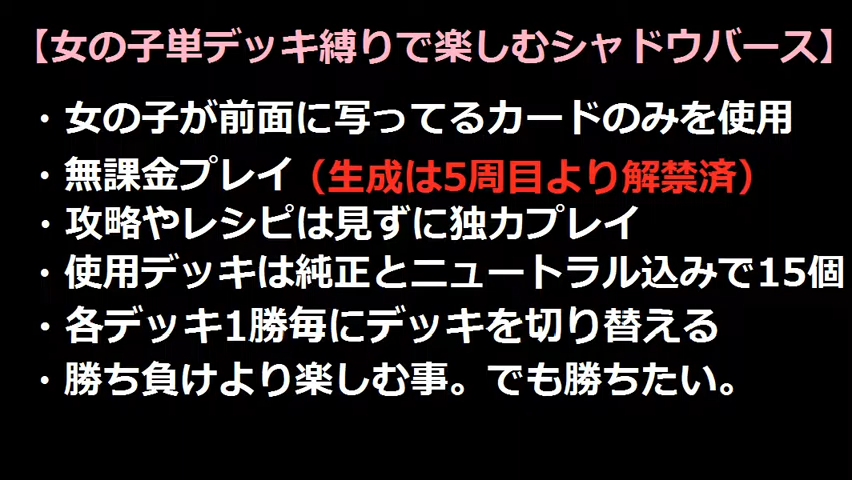 【女の子単デッキ縛りで楽しむシャドウバース】
・女の子が前面に写ってるカードのみを使用
・無課金プレイ（生成は5周目より解禁済）
・攻略やレシピは見ずに独力プレイ
・使用デッキは純正とニュートラル込みで15個
・各デッキ1勝毎にデッキを切り替える
・勝ち負けより楽しむ事。でも勝ちたい。